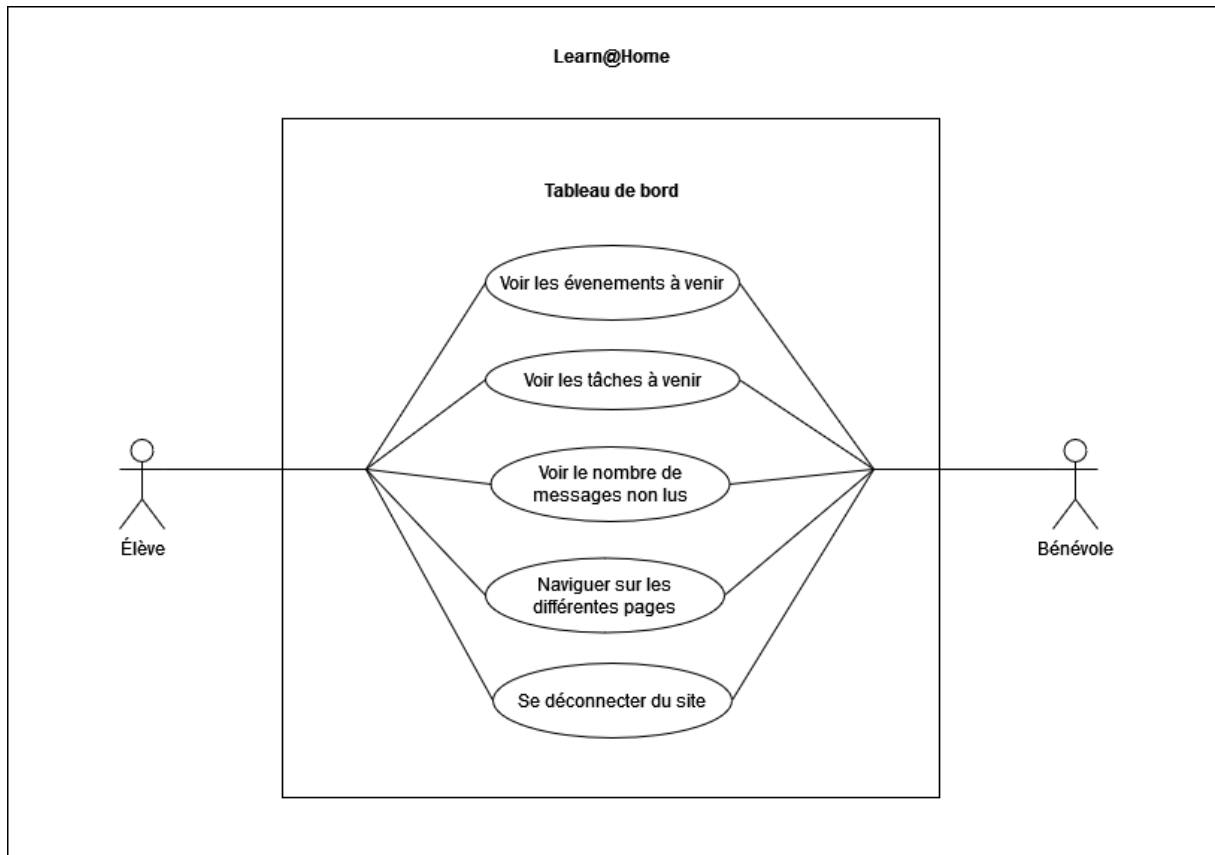 Learn@Home
Tableau de bord
Voir les évenements à venir
Voir les tâches à venir
Voir le nombre de
messages non lus
Élève
Bénévole
Naviguer sur les
différentes pages
Se déconnecter du site